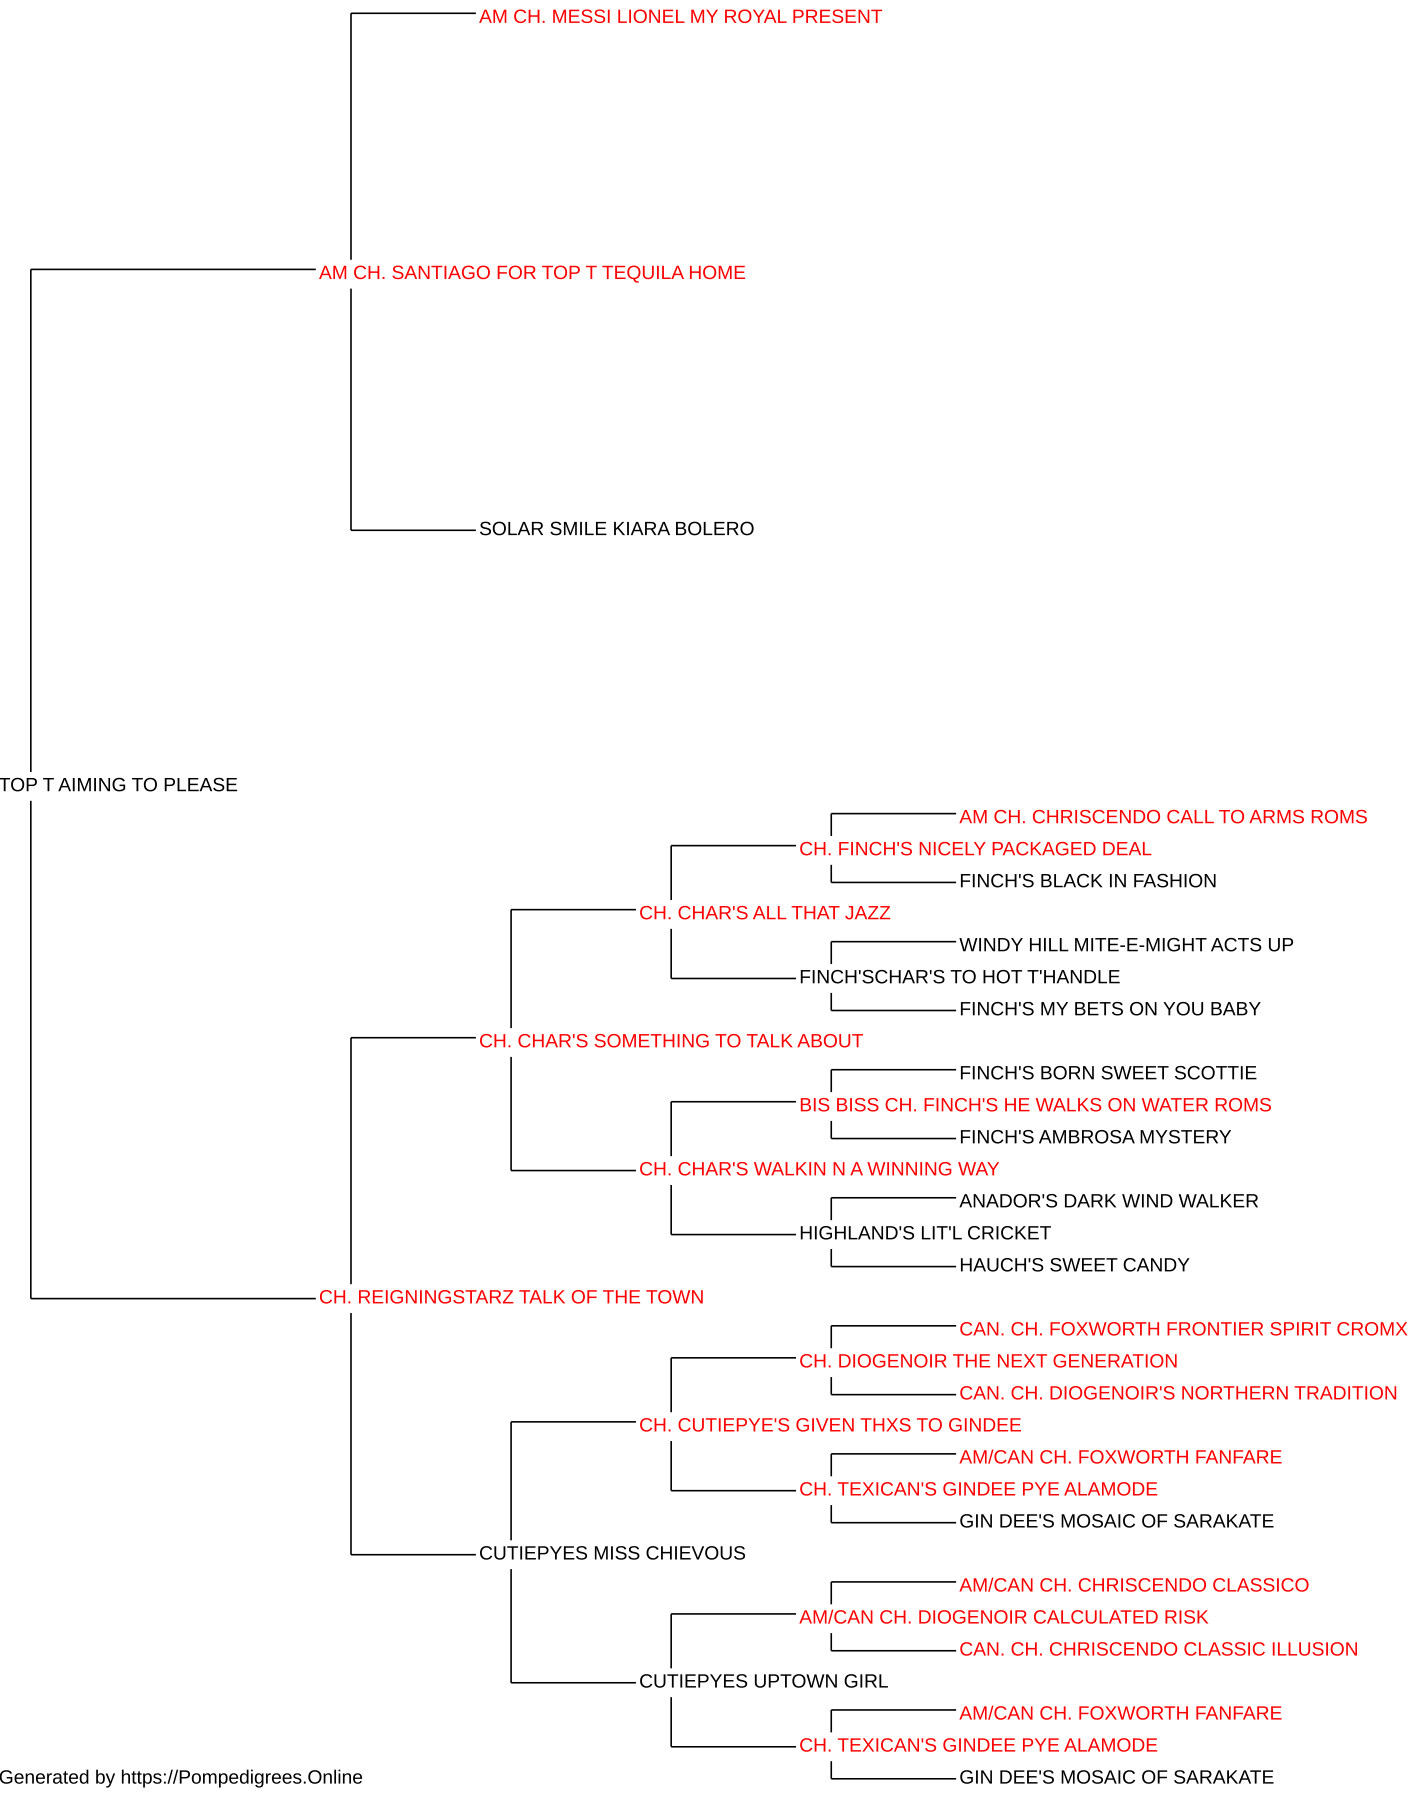 AM CH. MESSI LIONEL MY ROYAL PRESENT
AM CH. SANTIAGO FOR TOP T TEQUILA HOME
SOLAR SMILE KIARA BOLERO
TOP T AIMING TO PLEASE
AM CH. CHRISCENDO CALL TO ARMS ROMS
CH. FINCH'S NICELY PACKAGED DEAL
FINCH'S BLACK IN FASHION
CH. CHAR'S ALL THAT JAZZ
WINDY HILL MITE-E-MIGHT ACTS UP
FINCH'SCHAR'S TO HOT T'HANDLE
FINCH'S MY BETS ON YOU BABY
CH. CHAR'S SOMETHING TO TALK ABOUT
FINCH'S BORN SWEET SCOTTIE
BIS BISS CH. FINCH'S HE WALKS ON WATER ROMS
FINCH'S AMBROSA MYSTERY
CH. CHAR'S WALKIN N A WINNING WAY
ANADOR'S DARK WIND WALKER
HIGHLAND'S LIT'L CRICKET
HAUCH'S SWEET CANDY
CH. REIGNINGSTARZ TALK OF THE TOWN
CAN. CH. FOXWORTH FRONTIER SPIRIT CROMX
CH. DIOGENOIR THE NEXT GENERATION
CAN. CH. DIOGENOIR'S NORTHERN TRADITION
CH. CUTIEPYE'S GIVEN THXS TO GINDEE
AM/CAN CH. FOXWORTH FANFARE
CH. TEXICAN'S GINDEE PYE ALAMODE
GIN DEE'S MOSAIC OF SARAKATE
CUTIEPYES MISS CHIEVOUS
AM/CAN CH. CHRISCENDO CLASSICO
AM/CAN CH. DIOGENOIR CALCULATED RISK
CAN. CH. CHRISCENDO CLASSIC ILLUSION
CUTIEPYES UPTOWN GIRL
AM/CAN CH. FOXWORTH FANFARE
CH. TEXICAN'S GINDEE PYE ALAMODE
GIN DEE'S MOSAIC OF SARAKATE
Generated by https://Pompedigrees.Online